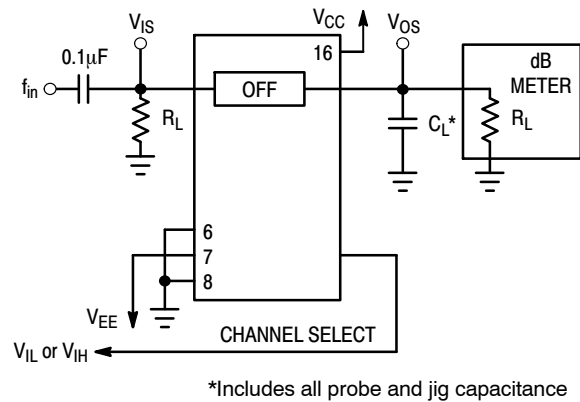 V_IS
V_CC
V_OS
0.1μF
16
dB
METER
f_in
OFF
R_L
C_L*
R_L
6
7
8
V_EE
CHANNEL SELECT
V_IL or V_IH
*Includes all probe and jig capacitance